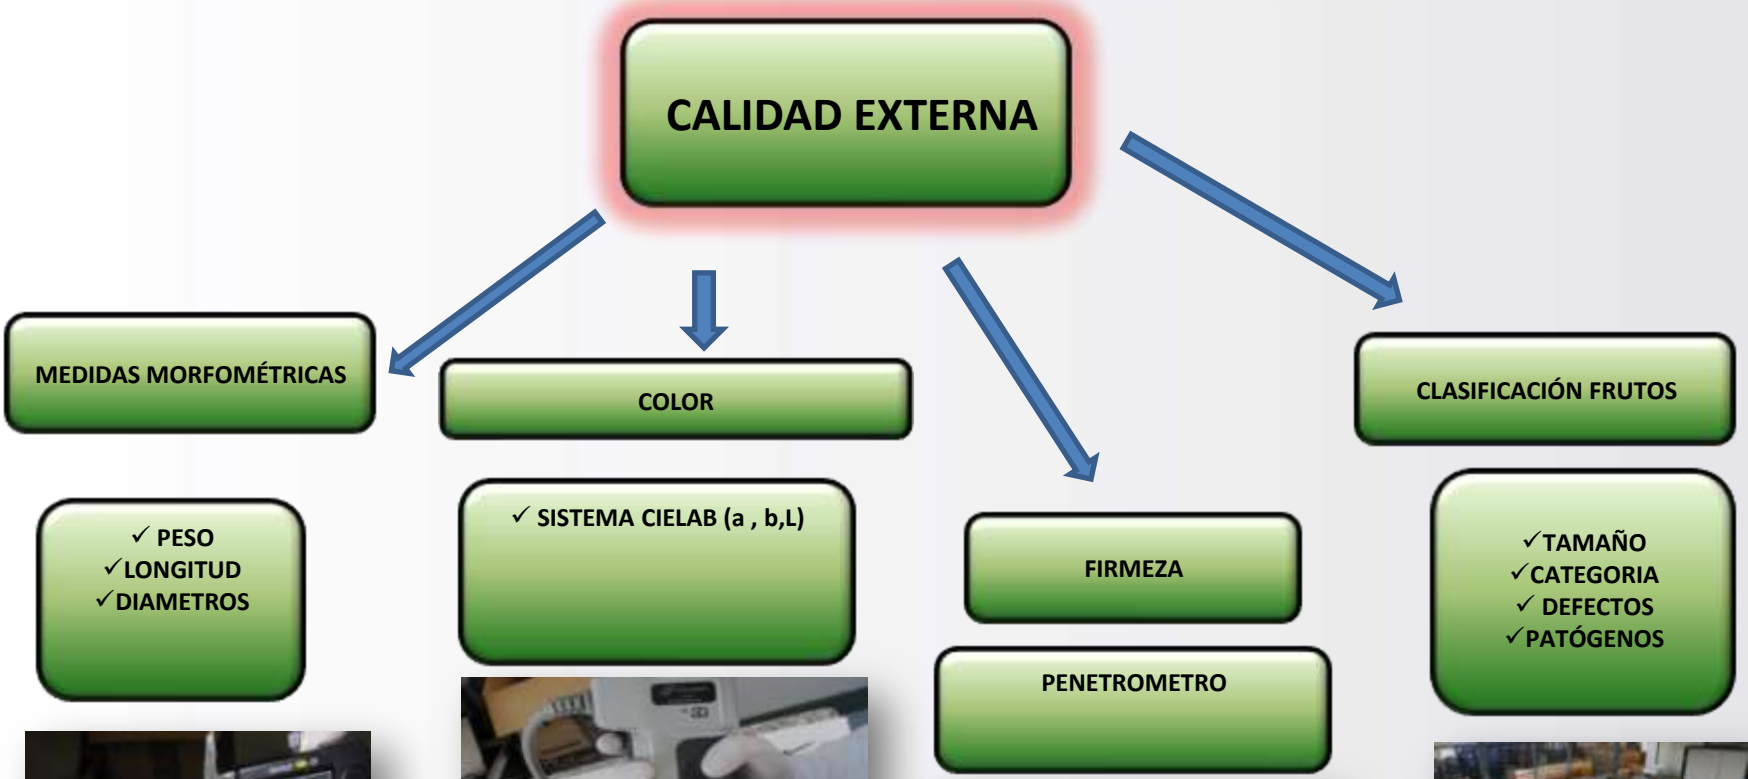 CALIDAD EXTERNA
MEDIDAS MORFOMÉTRICAS
✓ PESO
✓LONGITUD
✓DIAMETROS
COLOR
✓ SISTEMA CIELAB (a , b,L)
FIRMEZA
PENETROMETRO
CLASIFICACIÓN FRUTOS
✓TAMAÑO
✓CATEGORIA
✓ DEFECTOS
✓PATÓGENOS